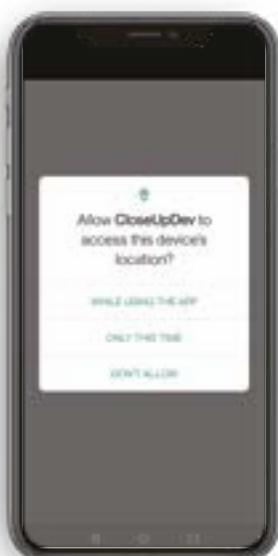 Allow CloseUpDev to
access this device's
location?
WHILE USING THE APP
ONLY THIS TIME
DON'T ALLOW